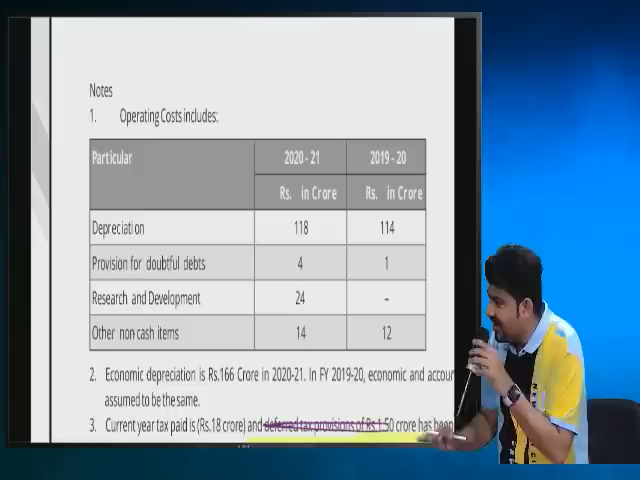 Notes
1. Operating Costs includes:
Particular 2020 - 21 2019 - 20
Rs. in Crore Rs. in Crore
Depreciation 118 114
Provision for doubtful debts 4 1
Research and Development 24 -
Other non cash items 14 12
2. Economic depreciation is Rs.166 Crore in 2020-21. In FY 2019-20, economic and accour
assumed to be the same.
3. Current year tax paid is (Rs.18 crore) and deferred tax provisions of Rs 1.50 crore has been